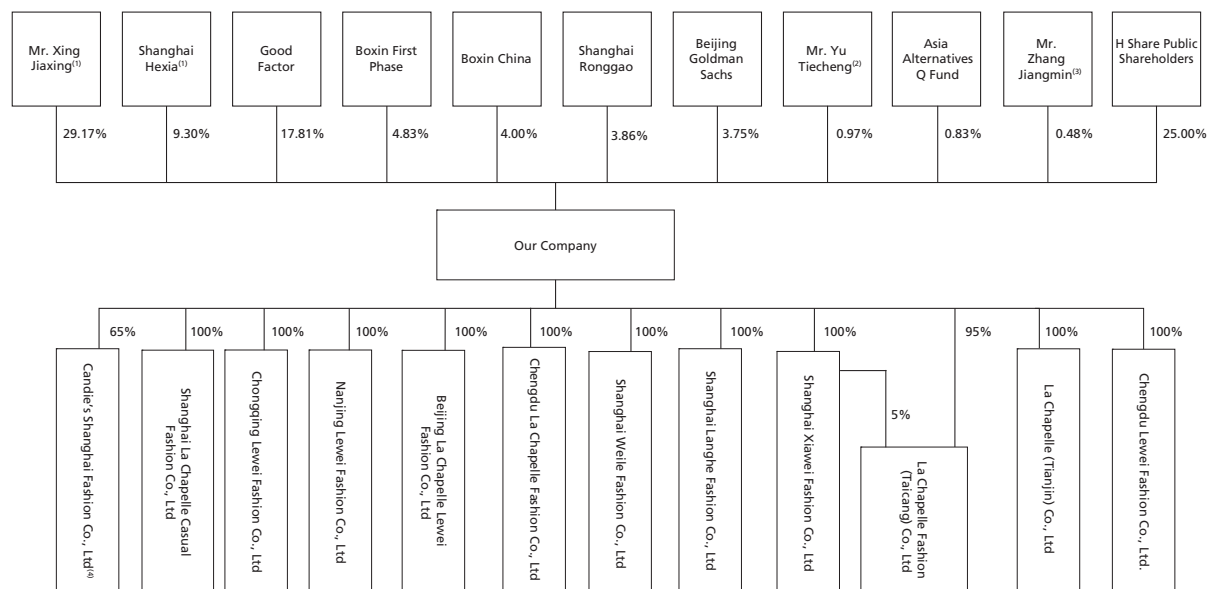 Mr. Xing
Jiaxing(1)
Shanghai
Hexia(1)
Good
Factor
Boxin First
Phase
Boxin China
Shanghai
Ronggao
Beijing
Goldman
Sachs
Mr. Yu
Tiecheng(2)
Asia
Alternatives
Q Fund
Mr.
Zhang
Jiangmin(3)
H Share Public
Shareholders
29.17%
9.30%
17.81%
4.83%
4.00%
3.86%
3.75%
0.97%
0.83%
0.48%
25.00%
Our Company
65%
100%
100%
100%
100%
100%
100%
100%
100%
95%
100%
100%
5%
Candie's Shanghai Fashion Co., Ltd(4)
Shanghai La Chapelle Casual
Fashion Co., Ltd
Chongqing Lewei Fashion Co., Ltd
Nanjing Lewei Fashion Co., Ltd
Beijing La Chapelle Lewei
Fashion Co., Ltd
Chengdu La Chapelle Fashion Co., Ltd
Shanghai Weile Fashion Co., Ltd
Shanghai Langhe Fashion Co., Ltd
Shanghai Xiawei Fashion Co., Ltd
La Chapelle Fashion
(Taicang) Co., Ltd
La Chapelle (Tianjin) Co., Ltd
Chengdu Lewei Fashion Co., Ltd.